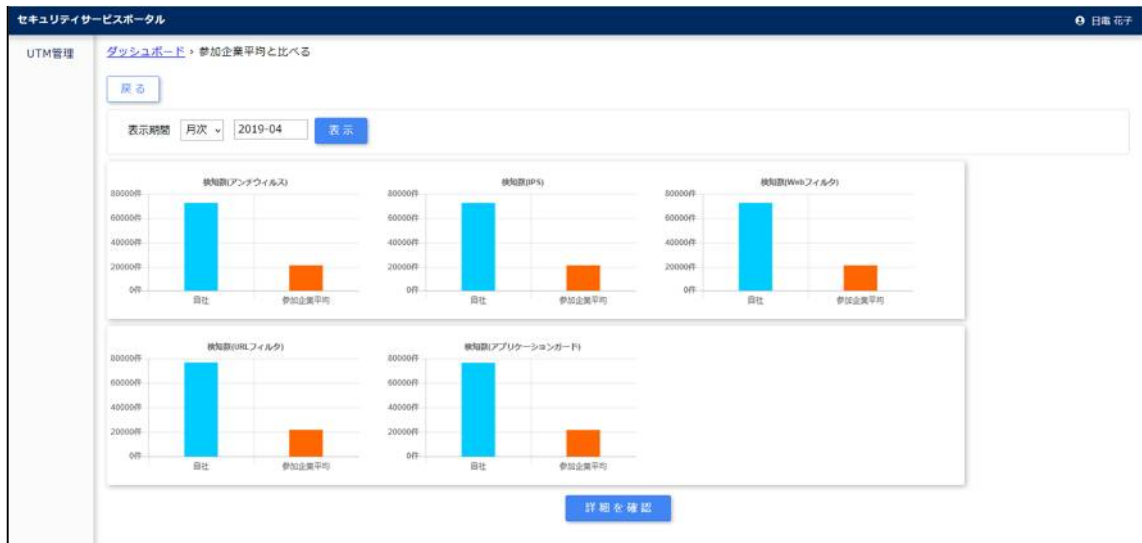 セキュリティサービスポータル
日電 花子
UTM管理
ダッシュボード › 参加企業平均と比べる
戻る
表示期間 月次 2019-04 表示
検知数(アンチウィルス)
80000件
60000件
40000件
20000件
0件
自社 参加企業平均
検知数(IPS)
80000件
60000件
40000件
20000件
0件
自社 参加企業平均
検知数(Webフィルタ)
80000件
60000件
40000件
20000件
0件
自社 参加企業平均
検知数(URLフィルタ)
80000件
60000件
40000件
20000件
0件
自社 参加企業平均
検知数(アプリケーションガード)
80000件
60000件
40000件
20000件
0件
自社 参加企業平均
詳細を確認